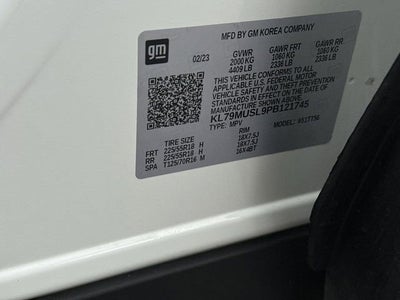 MFD BY GM KOREA COMPANY
gm 02/23 GVWR GAWR FRT GAWR RR
2000 KG 1060 KG 1060 KG
4409 LB 2336 LB 2336 LB
THIS VEHICLE CONFORMS TO ALL
APPLICABLE U.S. FEDERAL MOTOR
VEHICLE SAFETY STANDARDS IN
EFFECT ON THE DATE OF
MANUFACTURE SHOWN ABOVE.
KL79MUSL9PB121745
TYPE: MPV MODEL:
TIRE SIZE RIM
FRT 225/55R18 H 18X7.5J
RR 225/55R18 H 18X7.5J
SPA T125/70R16 M 16X4BT